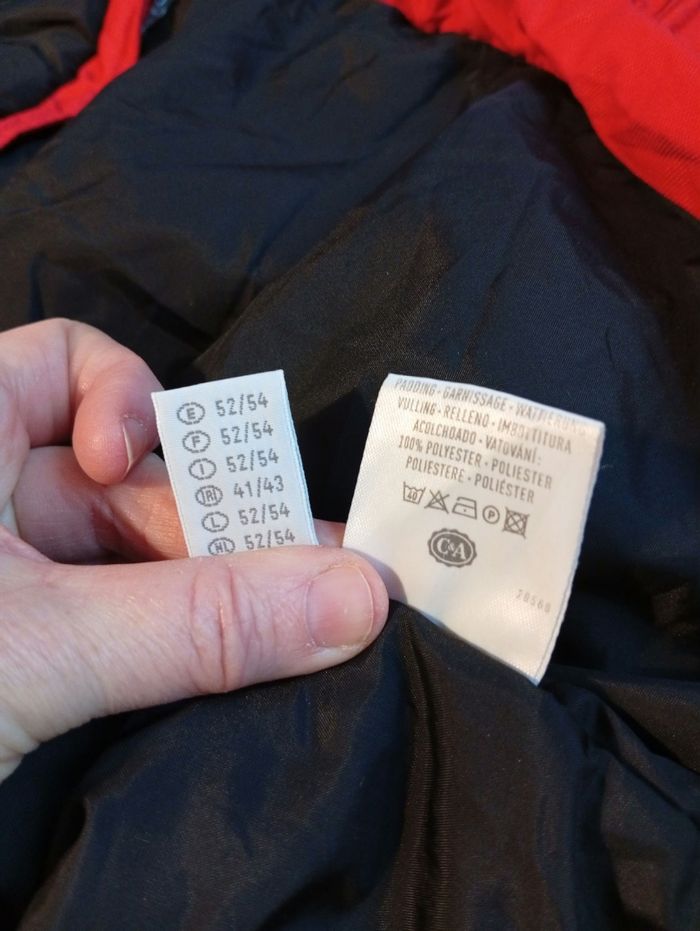 E 52/54
F 52/54
I 52/54
IRL 41/43
L 52/54
NL 52/54
PADDING · GARNISSAGE · WATTIERUNG
VULLING · RELLENO · IMBOTTITURA
ACOLCHOADO · VATOVÁNÍ :
100% POLYESTER · POLIESTER
POLIESTERE · POLIÉSTER
40 P
C&A
78560